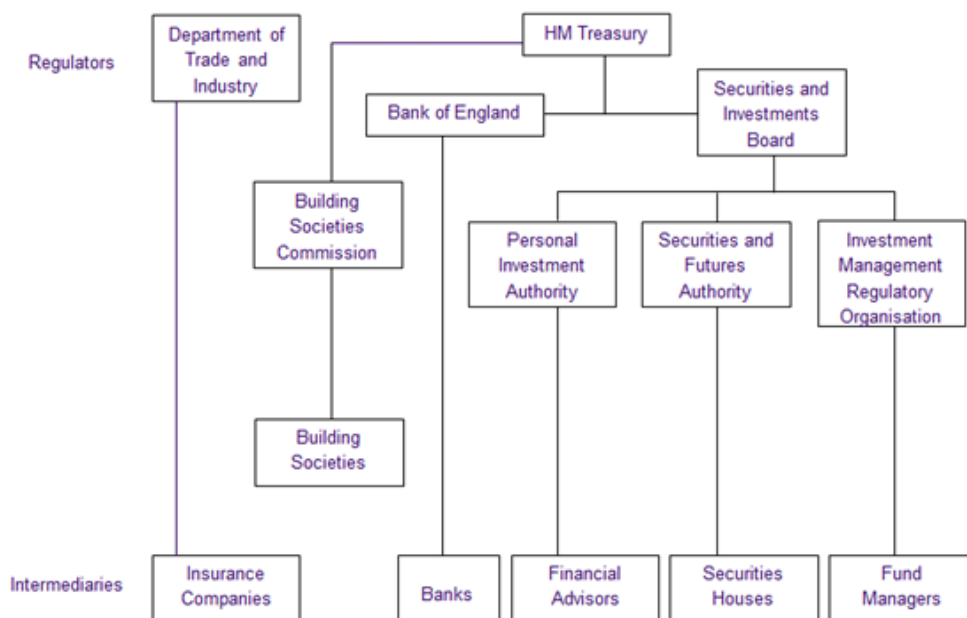 Regulators
Department of
Trade and
Industry
HM Treasury
Bank of England
Securities and
Investments
Board
Building
Societies
Commission
Personal
Investment
Authority
Securities and
Futures
Authority
Investment
Management
Regulatory
Organisation
Building
Societies
Intermediaries
Insurance
Companies
Banks
Financial
Advisors
Securities
Houses
Fund
Managers